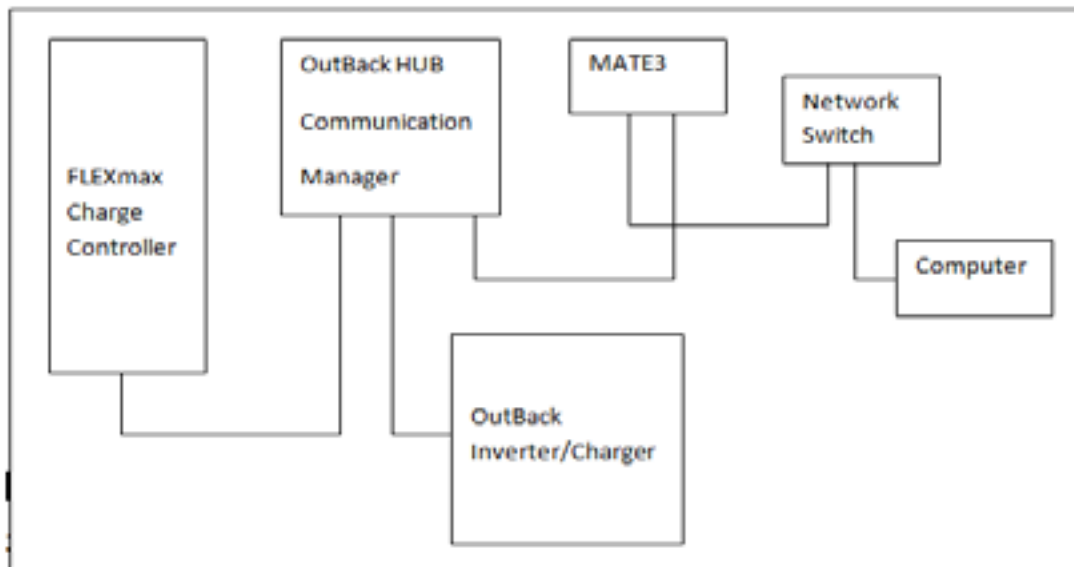 OutBack HUB
Communication
Manager
MATE3
Network
Switch
FLEXmax
Charge
Controller
Computer
OutBack
Inverter/Charger